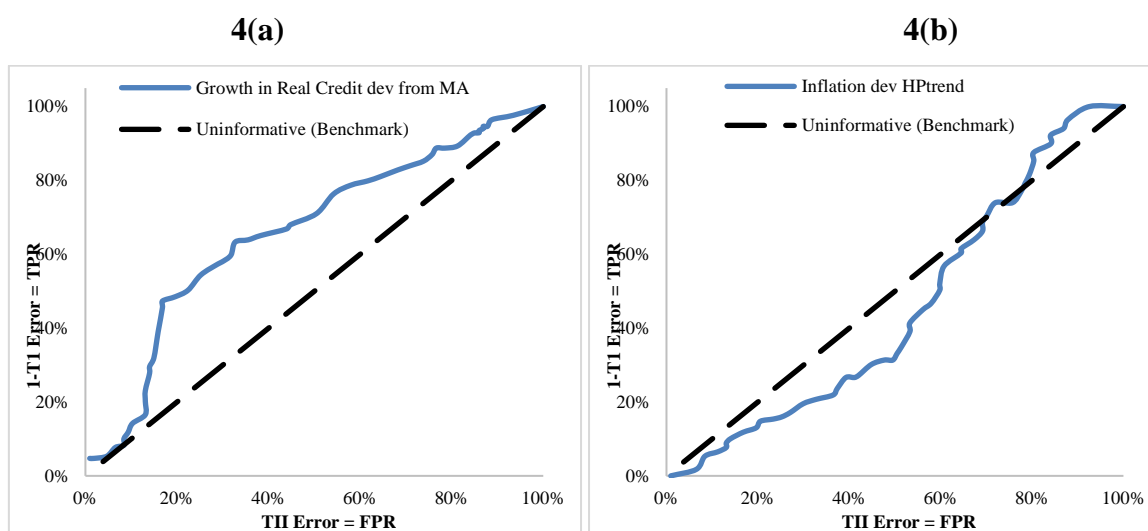 4(a)
Growth in Real Credit dev from MA
Uninformative (Benchmark)
100%
80%
60%
40%
20%
0%
1-T1 Error = TPR
0%
20%
40%
60%
80%
100%
TII Error = FPR
4(b)
Inflation dev HPtrend
Uninformative (Benchmark)
100%
80%
60%
40%
20%
0%
1-T1 Error = TPR
0%
20%
40%
60%
80%
100%
TII Error = FPR